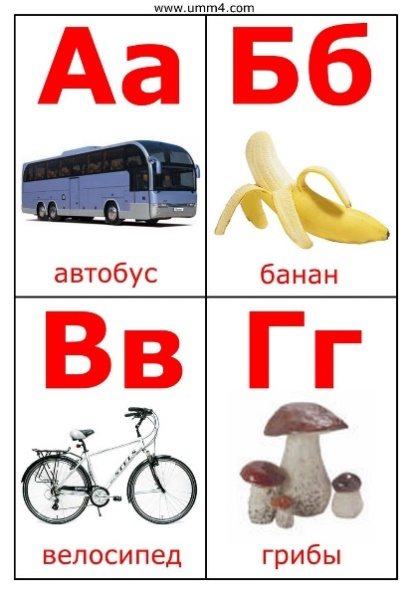 www.umm4.com
Аа Бб
автобус банан
Вв Гг
велосипед грибы